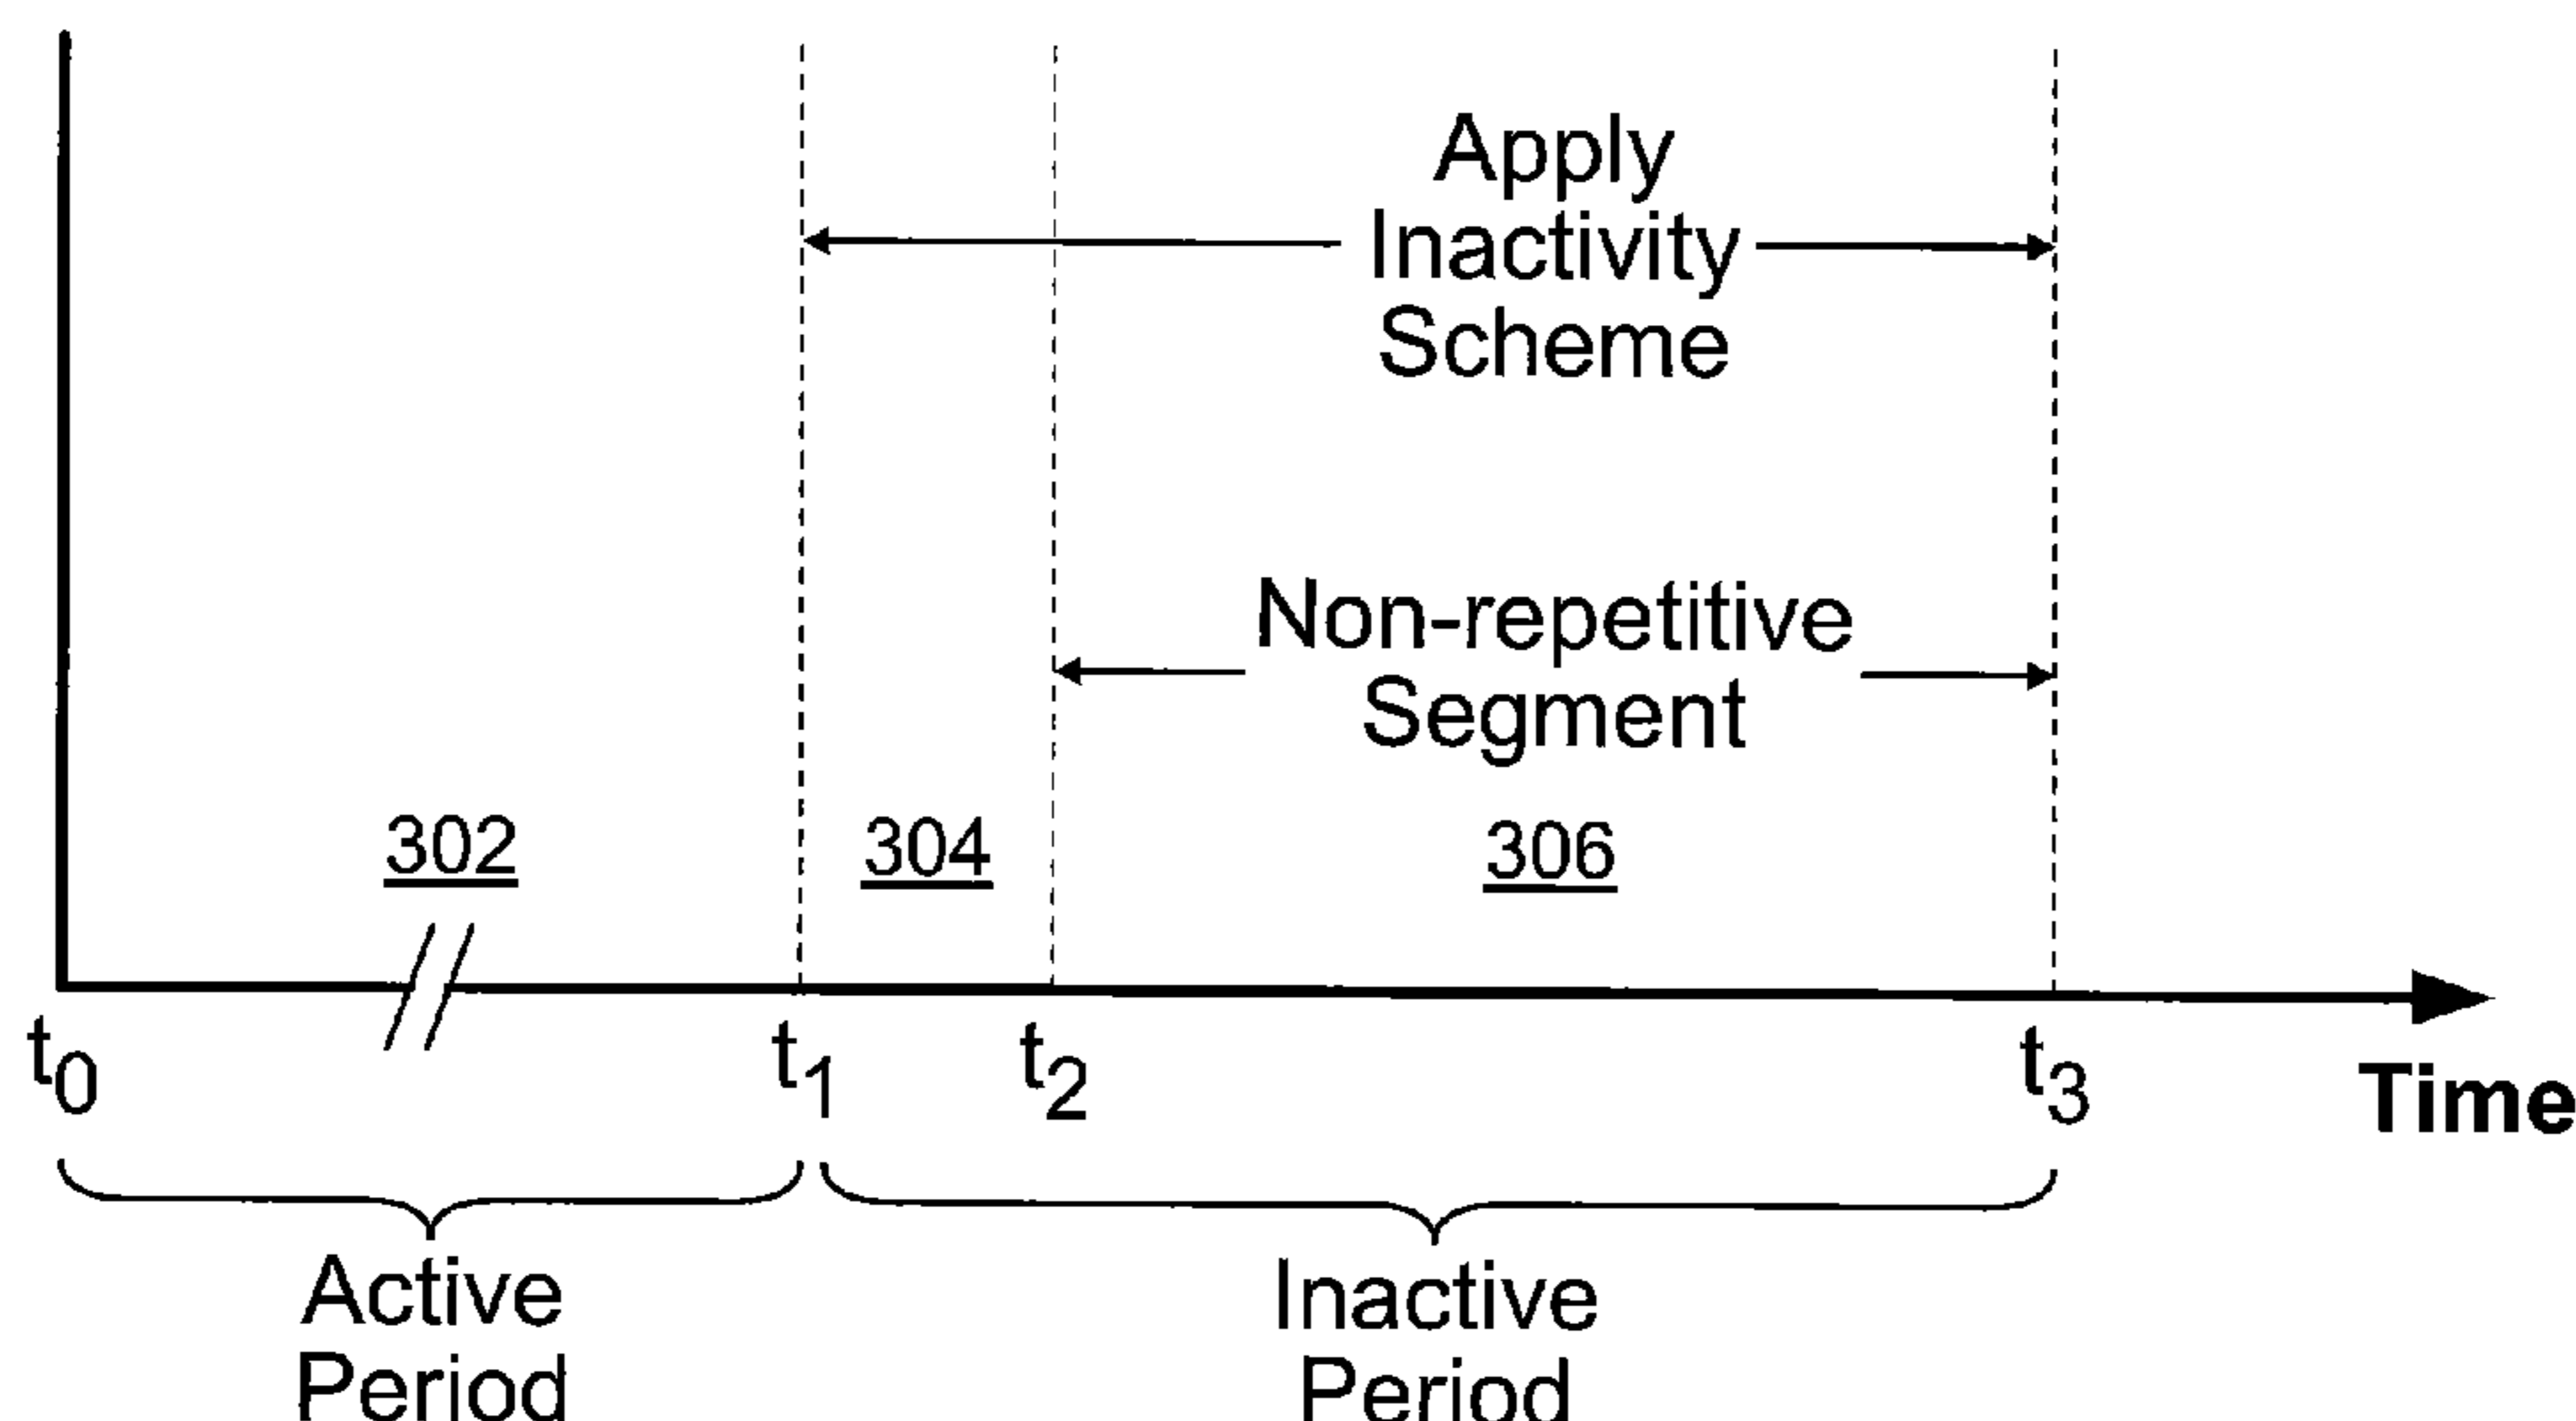 Apply
Inactivity
Scheme
Non-repetitive
Segment
302
304
306
t0
t1
t2
t3
Time
Active
Period
Inactive
Period